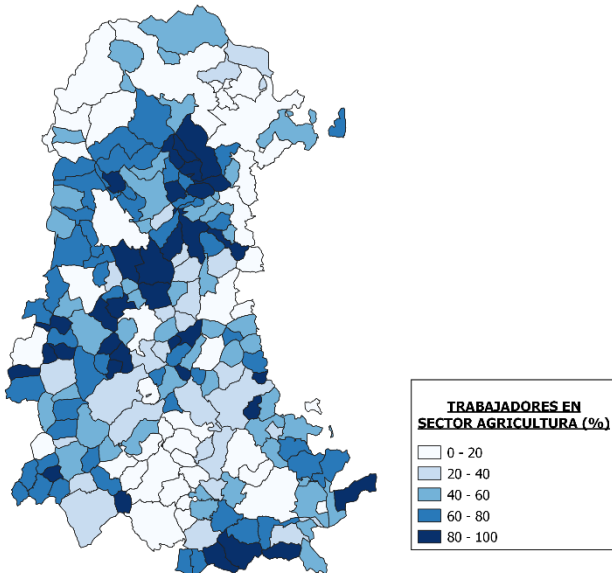 TRABAJADORES EN
SECTOR AGRICULTURA (%)
0 - 20
20 - 40
40 - 60
60 - 80
80 - 100